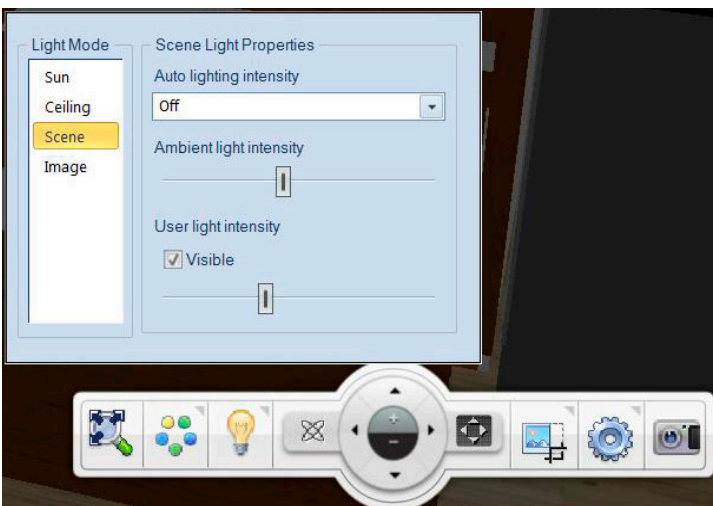 Light Mode
Sun
Ceiling
Scene
Image
Scene Light Properties
Auto lighting intensity
Off
Ambient light intensity
User light intensity
Visible